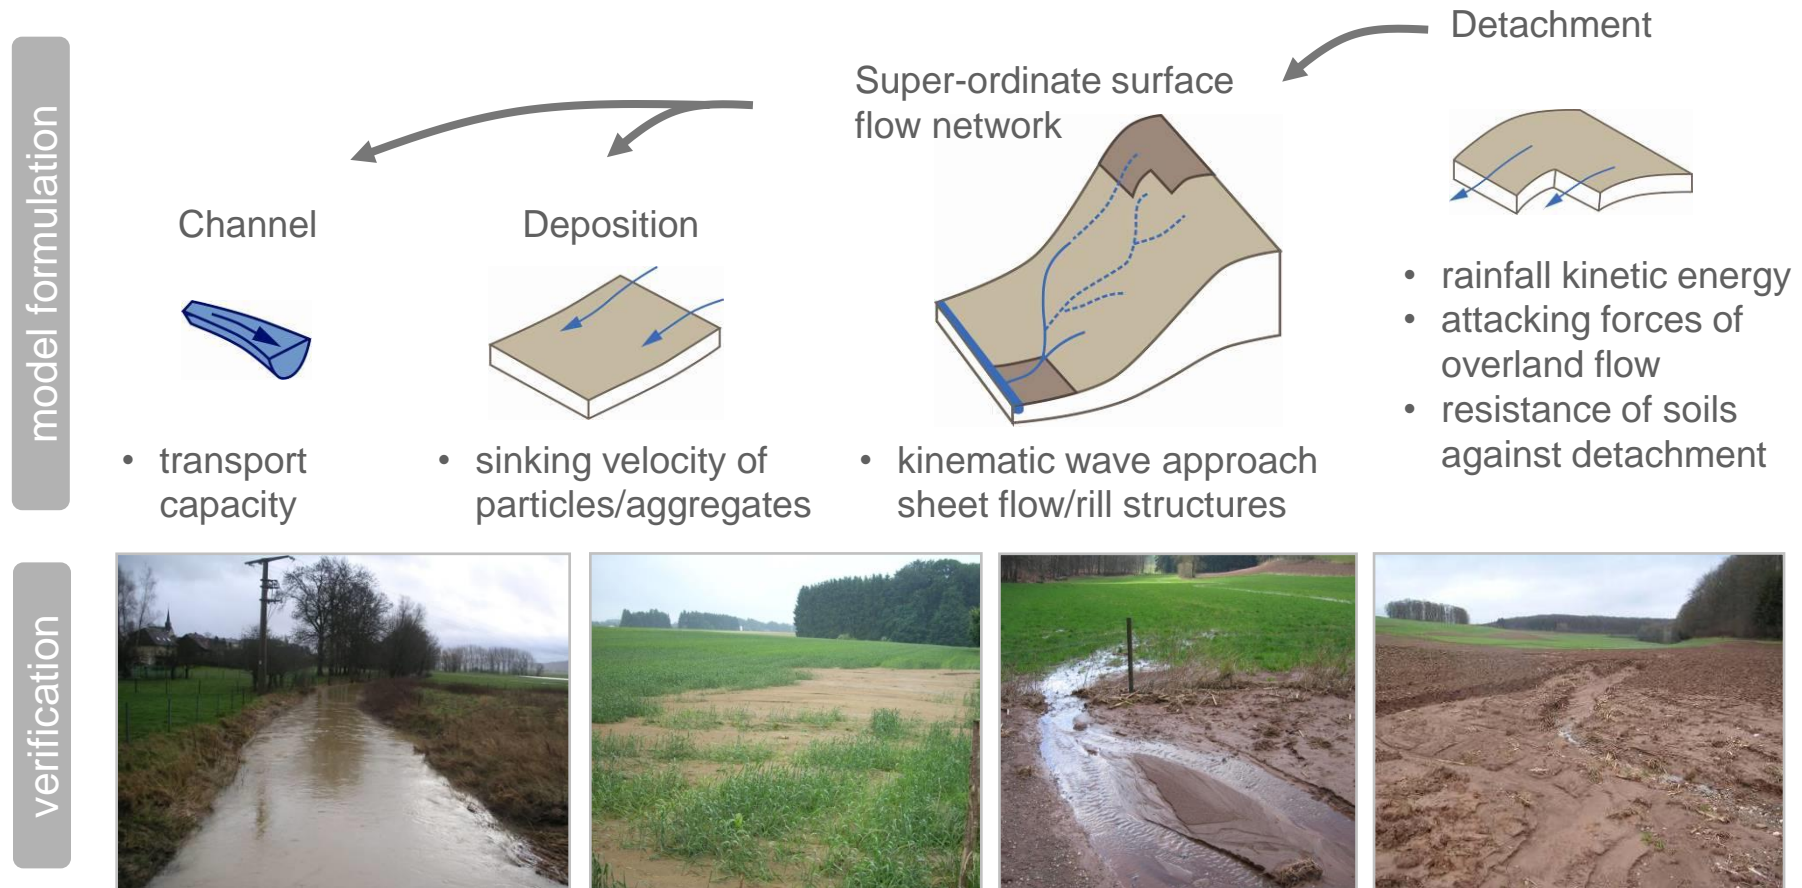 model formulation
Detachment
Super-ordinate surface
flow network
Channel
Deposition
• rainfall kinetic energy
• attacking forces of
overland flow
• resistance of soils
against detachment
• transport
capacity
• sinking velocity of
particles/aggregates
• kinematic wave approach
sheet flow/rill structures
verification